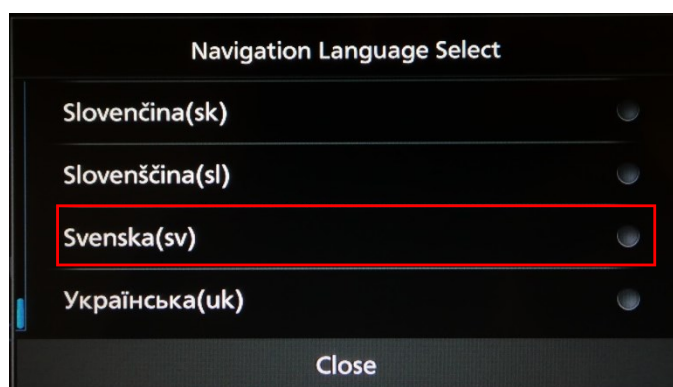 Navigation Language Select
Slovenčina(sk)
Slovenščina(sl)
Svenska(sv)
Українська(uk)
Close